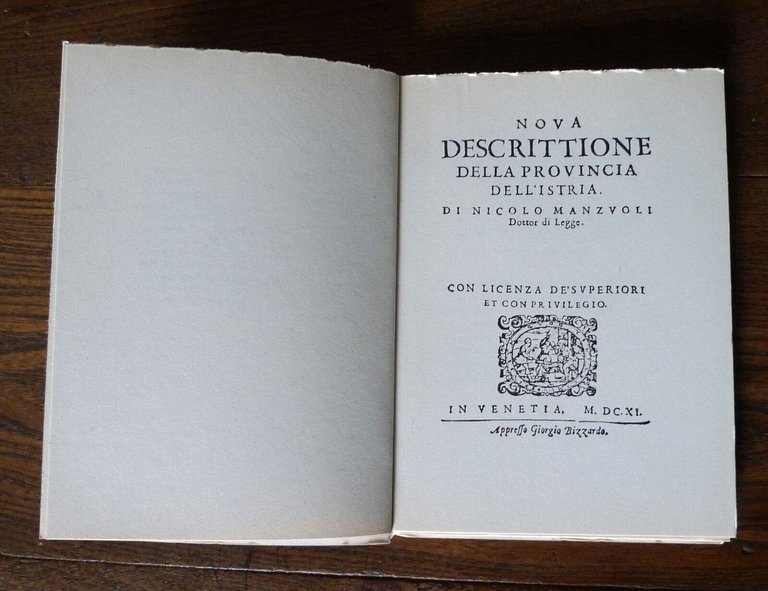 NOVA
DESCRITTIONE
DELLA PROVINCIA
DELL'ISTRIA.
DI NICOLO MANZVOLI
Dottor di Legge.
CON LICENZA DE'SVPERIORI
ET CON PRIVILEGIO.
IN VENETIA, M. DC.XI.
Appresso Giorgio Bizzardo.